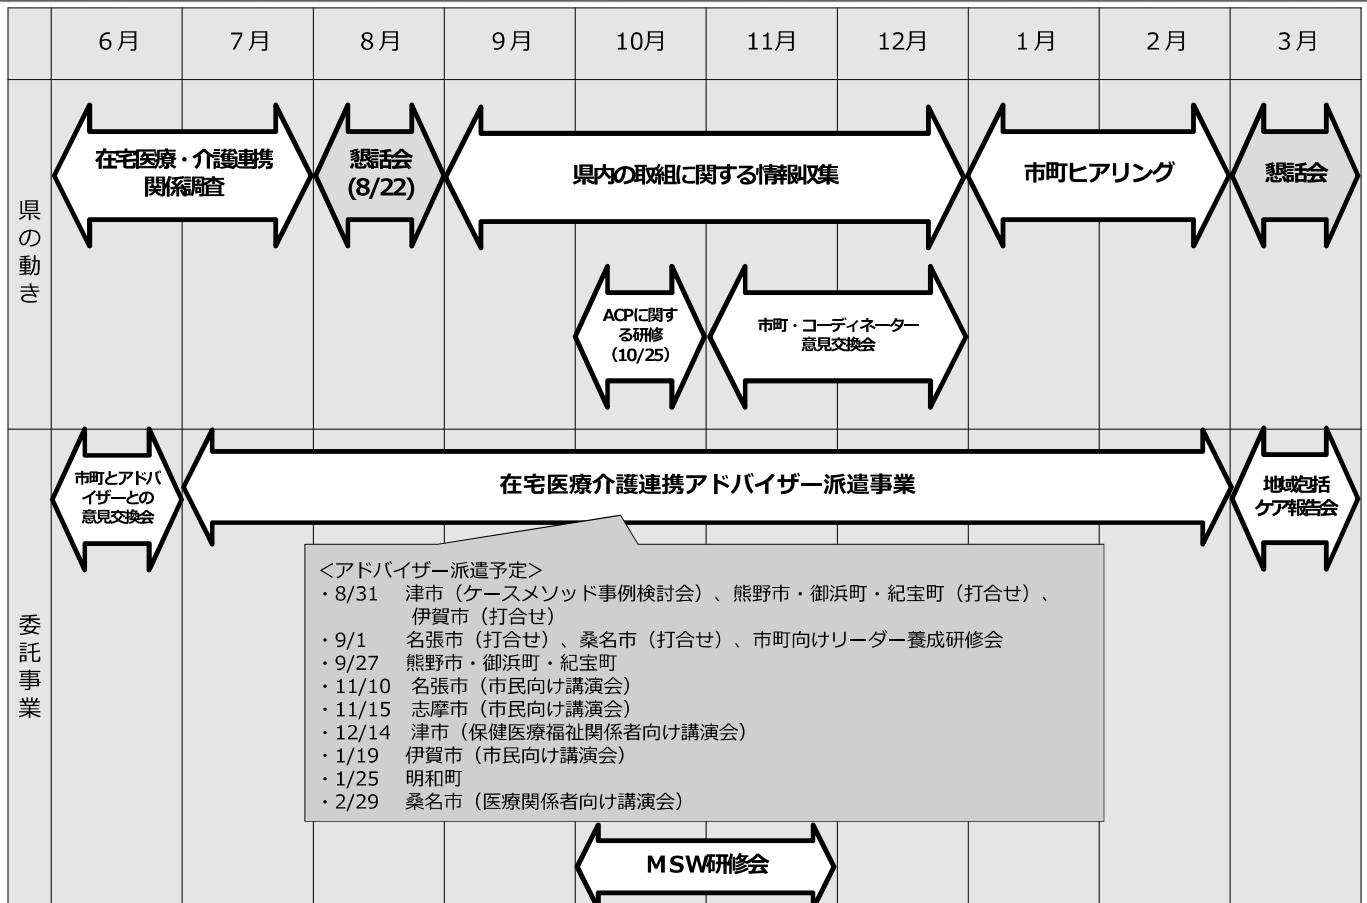 6月 7月 8月 9月 10月 11月 12月 1月 2月 3月
県の動き
在宅医療・介護連携
関係調査
懇話会
(8/22)
県内の取組に関する情報収集
市町ヒアリング
懇話会
ACPに関す
る研修
（10/25）
市町・コーディネーター
意見交換会
委託事業
市町とアドバ
イザーとの
意見交換会
在宅医療介護連携アドバイザー派遣事業
地域包括
ケア報告会
＜アドバイザー派遣予定＞
・8/31 津市（ケースメソッド事例検討会）、熊野市・御浜町・紀宝町（打合せ）、
伊賀市（打合せ）
・9/1 名張市（打合せ）、桑名市（打合せ）、市町向けリーダー養成研修会
・9/27 熊野市・御浜町・紀宝町
・11/10 名張市（市民向け講演会）
・11/15 志摩市（市民向け講演会）
・12/14 津市（保健医療福祉関係者向け講演会）
・1/19 伊賀市（市民向け講演会）
・1/25 明和町
・2/29 桑名市（医療関係者向け講演会）
MSW研修会